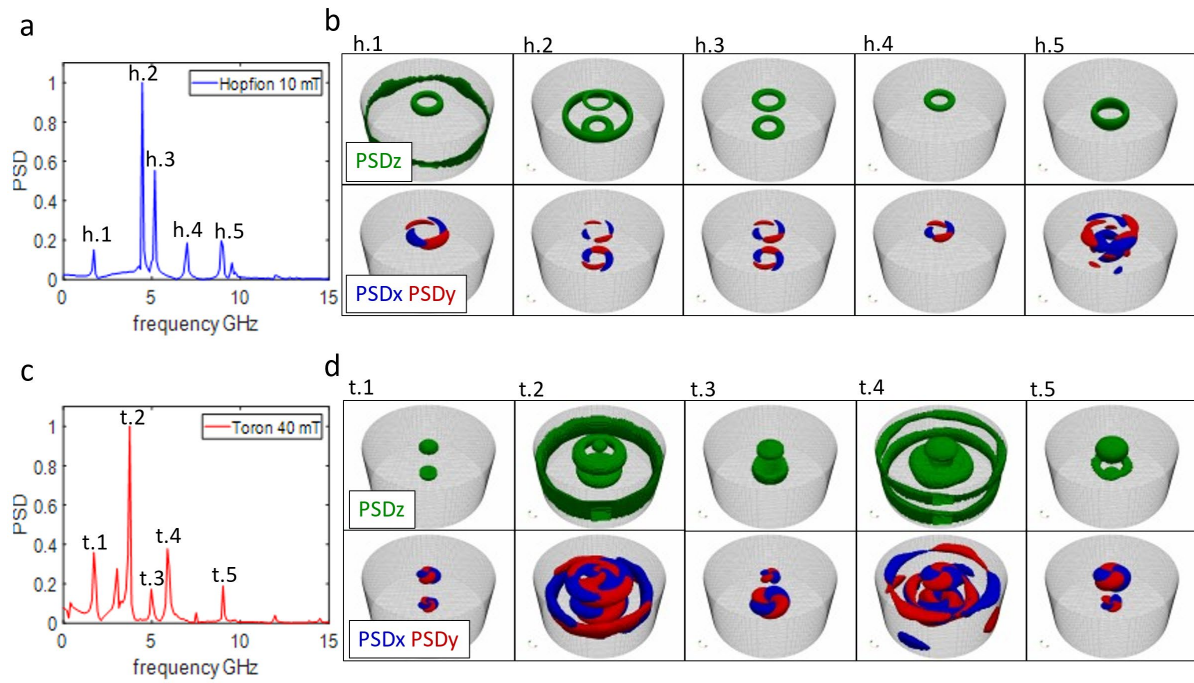 a
PSD
1
0.8
0.6
0.4
0.2
0
h.1
h.2
h.3
h.4
h.5
Hopfion 10 mT
0 5 10 15
frequency GHz
b
h.1 h.2 h.3 h.4 h.5
PSDz
PSDx PSDy
c
PSD
1
0.8
0.6
0.4
0.2
0
t.1
t.2
t.3
t.4
t.5
Toron 40 mT
0 5 10 15
frequency GHz
d
t.1 t.2 t.3 t.4 t.5
PSDz
PSDx PSDy